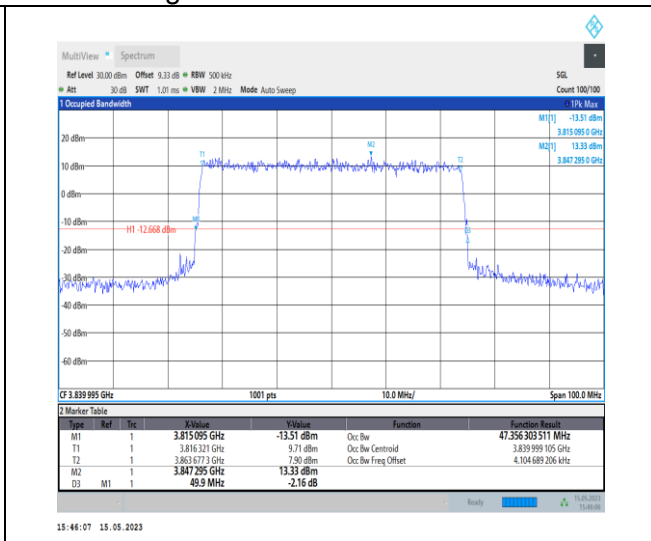 MultiView Spectrum
Ref Level 30.00 dBm Offset 9.33 dB RBW 500 kHz SGL
Att 30 dB SWT 1.01 ms VBW 2 MHz Mode Auto Sweep Count 100/100
1 Occupied Bandwidth 1Pk Max
M1[1] -13.51 dBm
3.815 095 0 GHz
M2[1] 13.33 dBm
3.847 295 0 GHz
20 dBm
M2
T1 T2
10 dBm
0 dBm
-10 dBm
M1
H1 -12.668 dBm
D3
-20 dBm
-30 dBm
-40 dBm
-50 dBm
-60 dBm
CF 3.839 995 GHz 1001 pts 10.0 MHz/ Span 100.0 MHz
2 Marker Table
Type Ref Trc X-Value Y-Value Function Function Result
M1 1 3.815 095 GHz -13.51 dBm Occ Bw 47.356 303 511 MHz
T1 1 3.816 321 GHz 9.71 dBm Occ Bw Centroid 3.839 999 105 GHz
T2 1 3.863 677 3 GHz 7.90 dBm Occ Bw Freq Offset 4.104 689 206 kHz
M2 1 3.847 295 GHz 13.33 dBm
D3 M1 1 49.9 MHz -2.16 dB
Ready 15.05.2023
15:46:06
15:46:07 15.05.2023